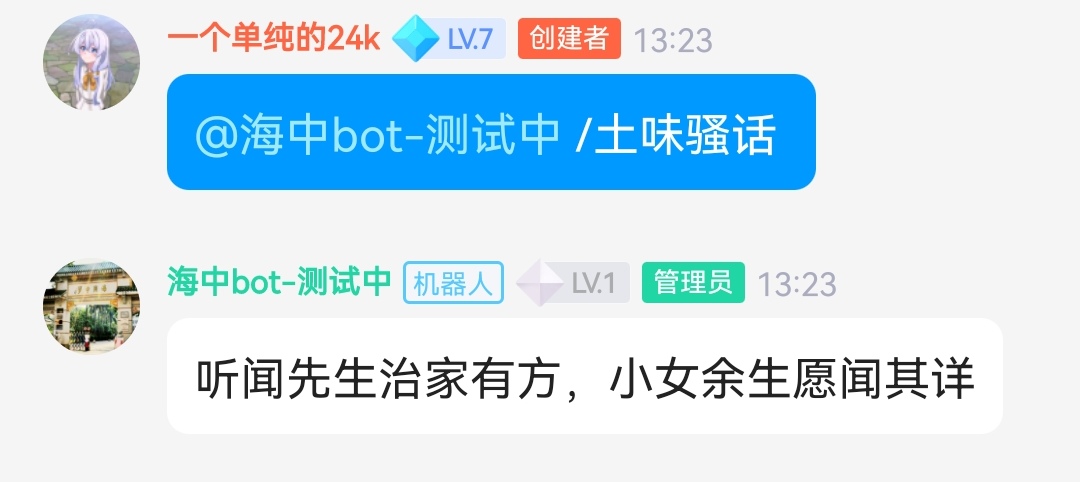 一个单纯的24k LV.7 创建者 13:23
@海中bot-测试中 /土味骚话
海中bot-测试中 机器人 LV.1 管理员 13:23
听闻先生治家有方，小女余生愿闻其详